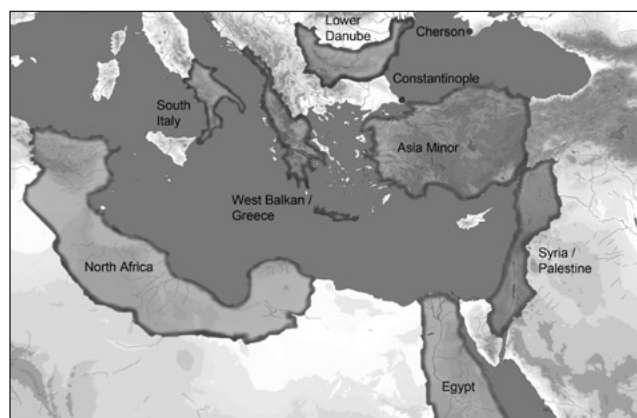 Lower
Danube
Cherson
Constantinople
South
Italy
Asia Minor
West Balkan /
Greece
North Africa
Syria /
Palestine
Egypt